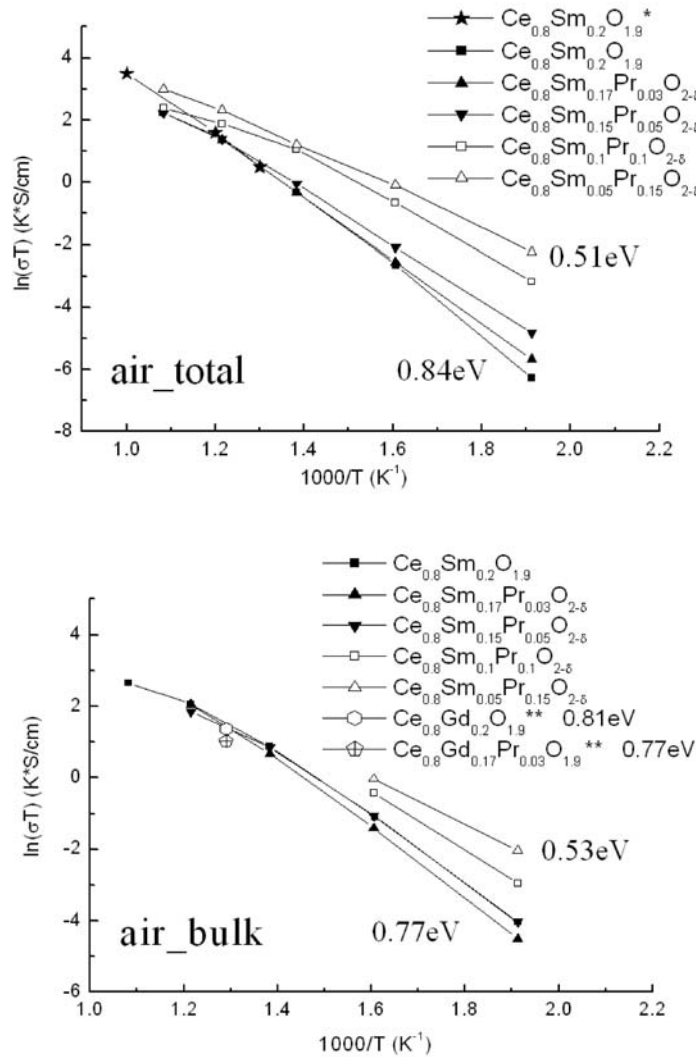 Ce0.8Sm0.2O1.9*
Ce0.8Sm0.2O1.9
Ce0.8Sm0.17Pr0.03O2-δ
Ce0.8Sm0.15Pr0.05O2-δ
Ce0.8Sm0.1Pr0.1O2-δ
Ce0.8Sm0.05Pr0.15O2-δ
4
2
0
-2
-4
-6
-8
ln(σT) (K*S/cm)
0.51eV
0.84eV
air_total
1.0 1.2 1.4 1.6 1.8 2.0 2.2
1000/T (K-1)
Ce0.8Sm0.2O1.9
Ce0.8Sm0.17Pr0.03O2-δ
Ce0.8Sm0.15Pr0.05O2-δ
Ce0.8Sm0.1Pr0.1O2-δ
Ce0.8Sm0.05Pr0.15O2-δ
Ce0.8Gd0.2O1.9** 0.81eV
Ce0.8Gd0.17Pr0.03O1.9** 0.77eV
4
2
0
-2
-4
-6
ln(σT) (K*S/cm)
0.53eV
0.77eV
air_bulk
1.0 1.2 1.4 1.6 1.8 2.0 2.2
1000/T (K-1)